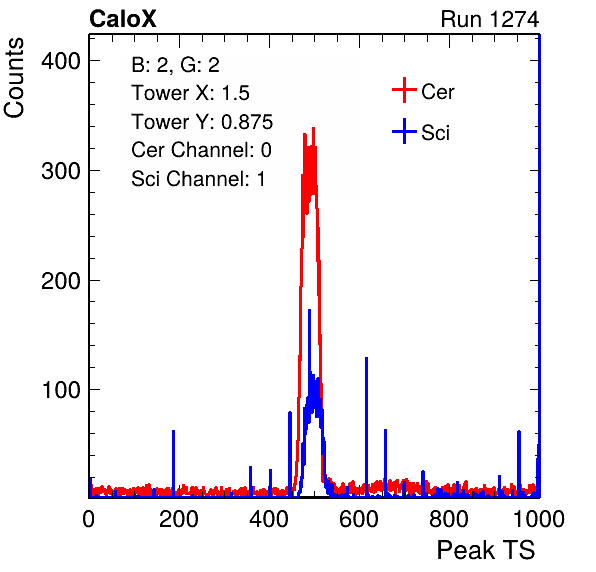 CaloX Run 1274
B: 2, G: 2
Tower X: 1.5
Tower Y: 0.875
Cer Channel: 0
Sci Channel: 1
Cer
Sci
Counts
400
300
200
100
0 200 400 600 800 1000
Peak TS